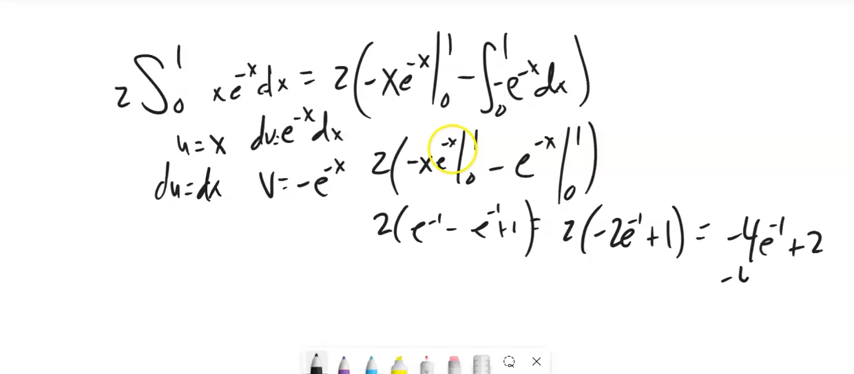 2∫₀¹ xe⁻ˣdx = 2(-xe⁻ˣ|₀¹ - ∫₀¹ -e⁻ˣdx)
u=x dv=e⁻ˣdx
du=dx v=-e⁻ˣ 2(-xe⁻ˣ|₀¹ - e⁻ˣ|₀¹)
2(e⁻¹ - e⁻¹+1) = 2(-2e⁻¹+1) = -4e⁻¹+2